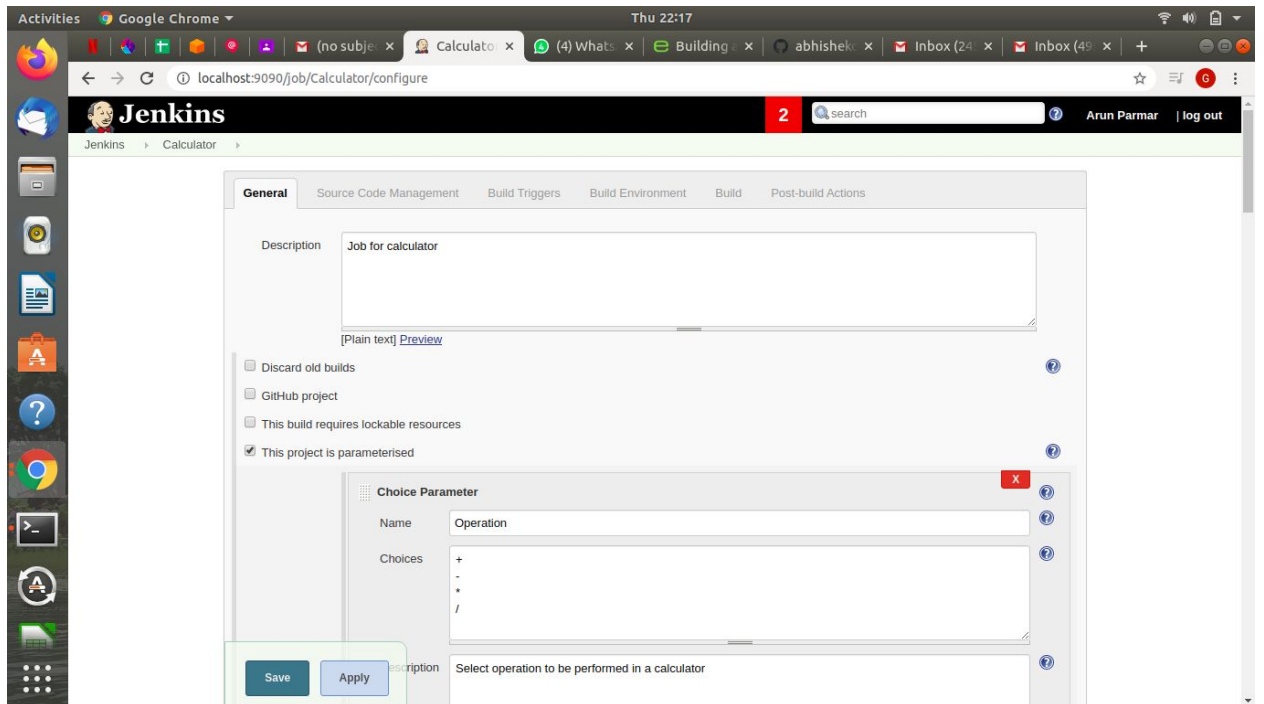 Activities Google Chrome Thu 22:17
(no subje Calculato (4) Whats Building a abhishek Inbox (24 Inbox (49
localhost:9090/job/Calculator/configure G
Jenkins 2 search Arun Parmar | log out
Jenkins Calculator
General Source Code Management Build Triggers Build Environment Build Post-build Actions
Description Job for calculator
[Plain text] Preview
Discard old builds
GitHub project
This build requires lockable resources
This project is parameterised
X
Choice Parameter
Name Operation
Choices +
-
*
/
Description Select operation to be performed in a calculator
Save Apply